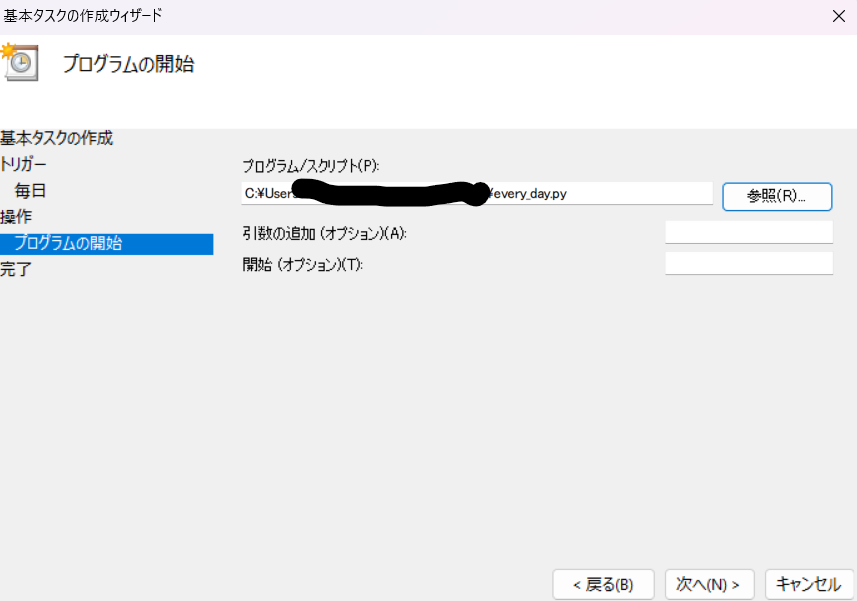 基本タスクの作成ウィザード
プログラムの開始
基本タスクの作成
トリガー
毎日
操作
プログラムの開始
完了
プログラム/スクリプト(P):
C:¥User ¥every_day.py
参照(R)...
引数の追加 (オプション)(A):
開始 (オプション)(T):
< 戻る(B)
次へ(N) >
キャンセル